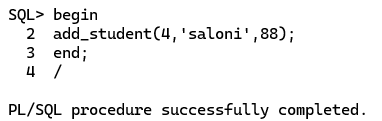 SQL> begin
  2  add_student(4,'saloni',88);
  3  end;
  4  /

PL/SQL procedure successfully completed.